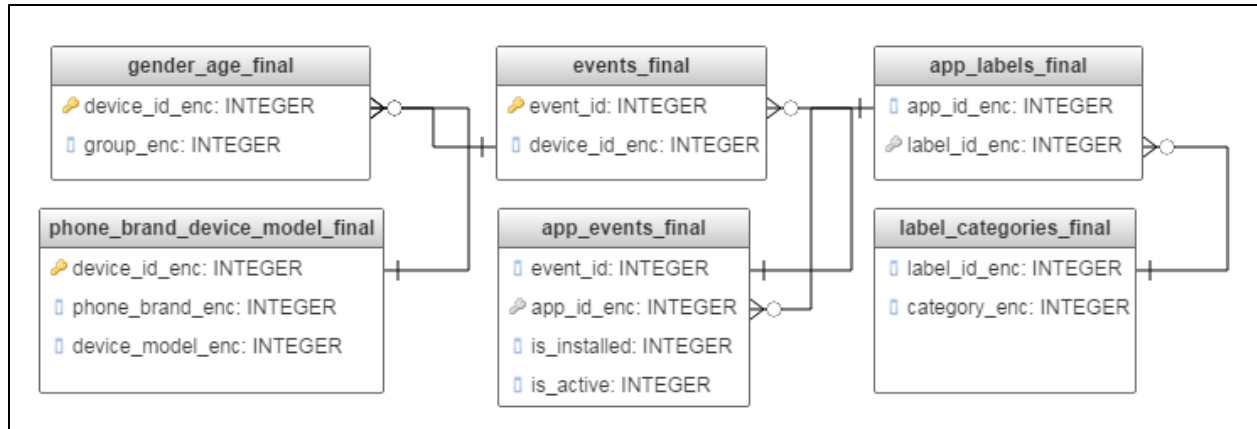 gender_age_final
device_id_enc: INTEGER
group_enc: INTEGER
events_final
event_id: INTEGER
device_id_enc: INTEGER
app_labels_final
app_id_enc: INTEGER
label_id_enc: INTEGER
phone_brand_device_model_final
device_id_enc: INTEGER
phone_brand_enc: INTEGER
device_model_enc: INTEGER
app_events_final
event_id: INTEGER
app_id_enc: INTEGER
is_installed: INTEGER
is_active: INTEGER
label_categories_final
label_id_enc: INTEGER
category_enc: INTEGER